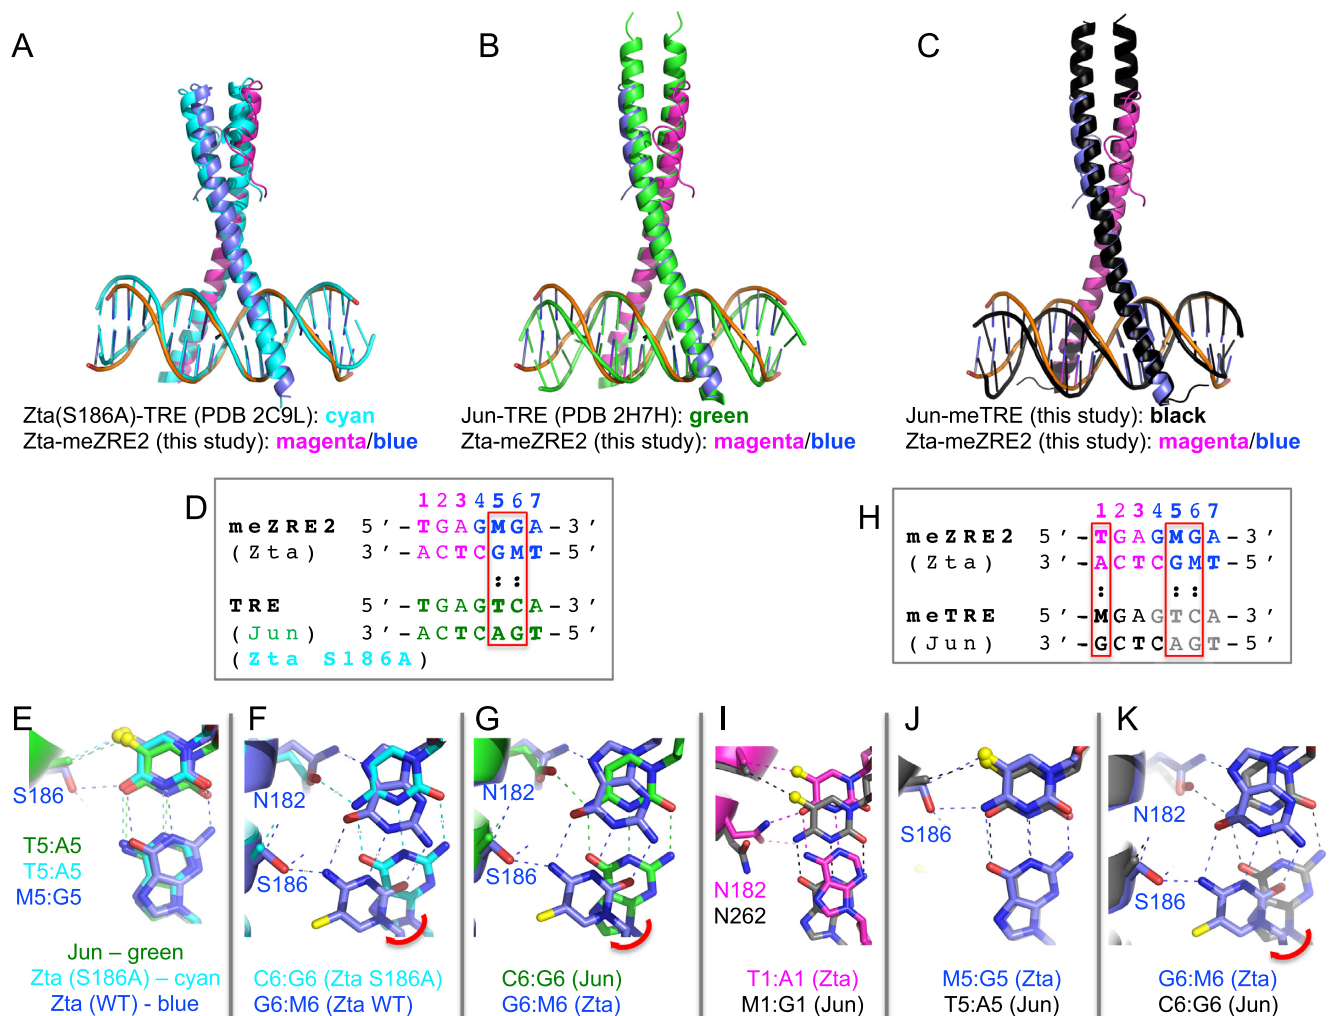 A
B
C
Zta(S186A)-TRE (PDB 2C9L): cyan
Zta-meZRE2 (this study): magenta/blue
Jun-TRE (PDB 2H7H): green
Zta-meZRE2 (this study): magenta/blue
Jun-meTRE (this study): black
Zta-meZRE2 (this study): magenta/blue
D
1 2 3 4 5 6 7
meZRE2 5′-TGAGMGA-3′
(Zta) 3′-ACTCGMT-5′
: :
TRE 5′-TGAGTCA-3′
(Jun) 3′-ACTCAGT-5′
(Zta S186A)
H
1 2 3 4 5 6 7
meZRE2 5′-TGAGMGA-3′
(Zta) 3′-ACTCGMT-5′
: : :
meTRE 5′-MGAGTCA-3′
(Jun) 3′-GCTCAGT-5′
E
S186
T5:A5
T5:A5
M5:G5
Jun – green
Zta (S186A) – cyan
Zta (WT) - blue
F
N182
S186
C6:G6 (Zta S186A)
G6:M6 (Zta WT)
G
N182
S186
C6:G6 (Jun)
G6:M6 (Zta)
I
N182
N262
T1:A1 (Zta)
M1:G1 (Jun)
J
S186
M5:G5 (Zta)
T5:A5 (Jun)
K
N182
S186
G6:M6 (Zta)
C6:G6 (Jun)